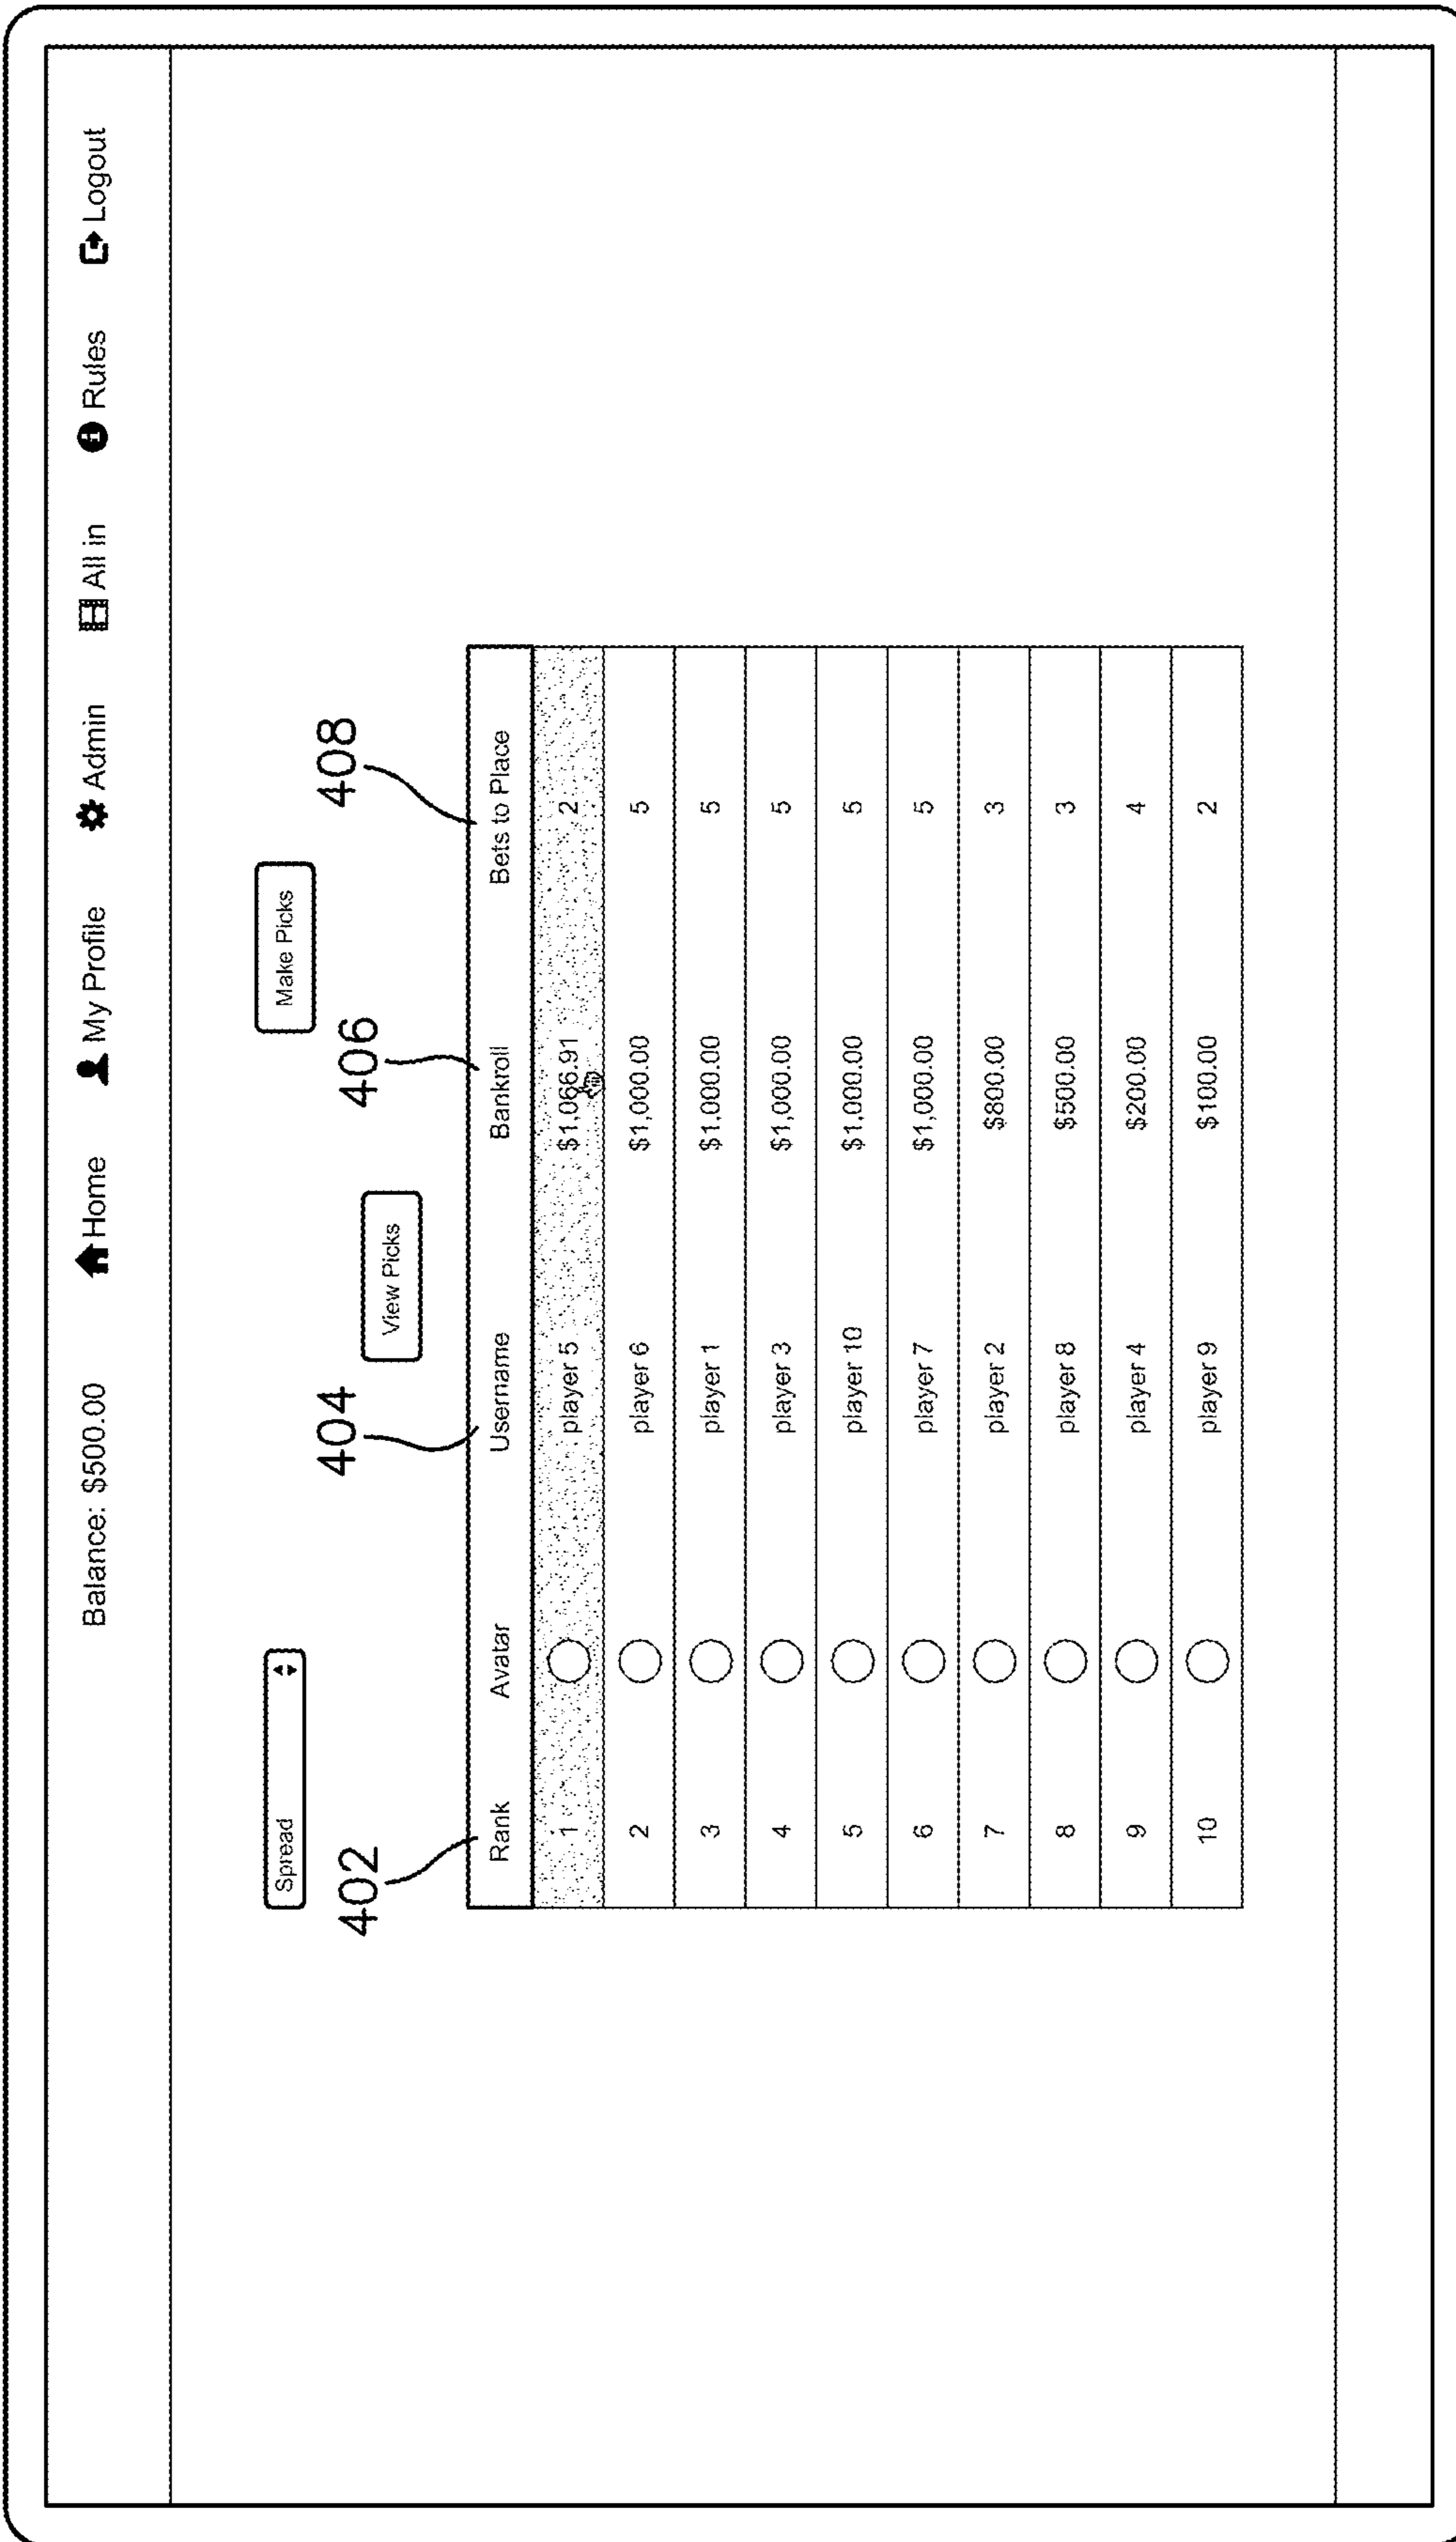 Balance: $500.00 Home My Profile Admin All in Rules Logout
Spread Make Picks
402 404 View Picks 406 408
Rank Avatar Username Bankroll Bets to Place
1 player 5 $1,066.91 2
2 player 6 $1,000.00 5
3 player 1 $1,000.00 5
4 player 3 $1,000.00 5
5 player 10 $1,000.00 5
6 player 7 $1,000.00 5
7 player 2 $800.00 3
8 player 8 $500.00 3
9 player 4 $200.00 4
10 player 9 $100.00 2